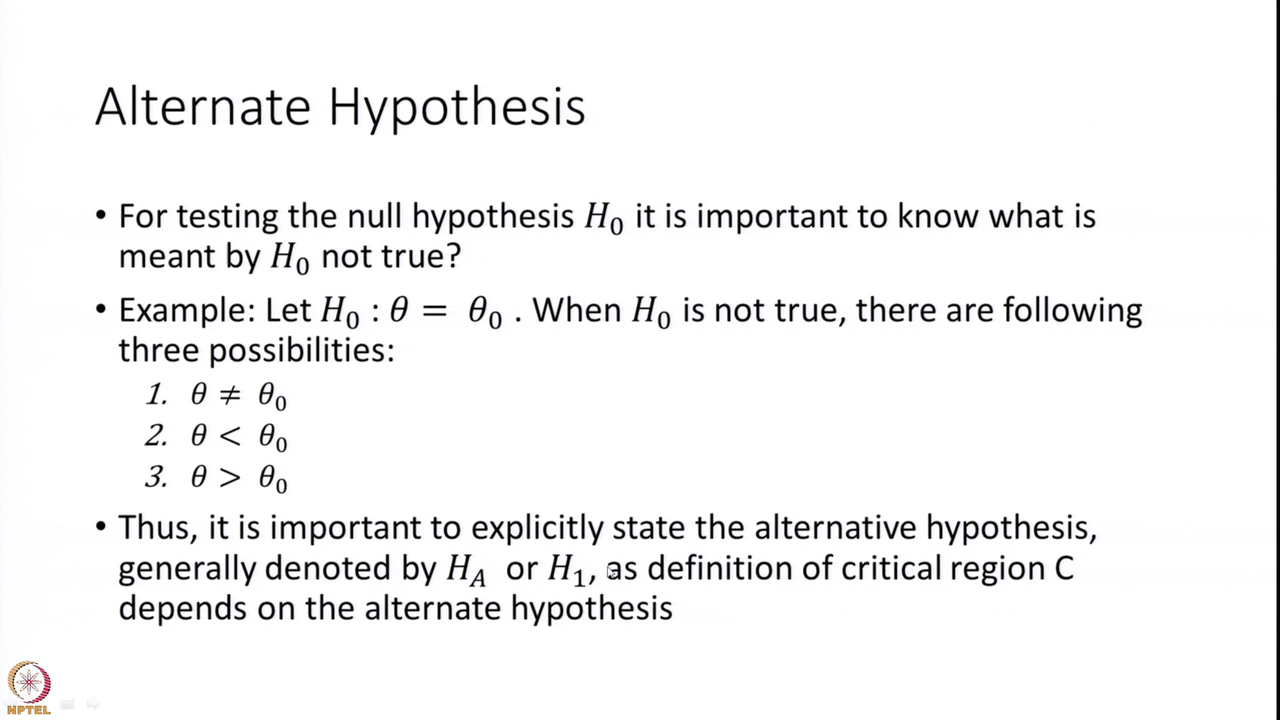 Alternate Hypothesis
• For testing the null hypothesis H₀ it is important to know what is
meant by H₀ not true?
• Example: Let H₀ : θ = θ₀ . When H₀ is not true, there are following
three possibilities:
1. θ ≠ θ₀
2. θ < θ₀
3. θ > θ₀
• Thus, it is important to explicitly state the alternative hypothesis,
generally denoted by H_A or H₁, as definition of critical region C
depends on the alternate hypothesis
NPTEL